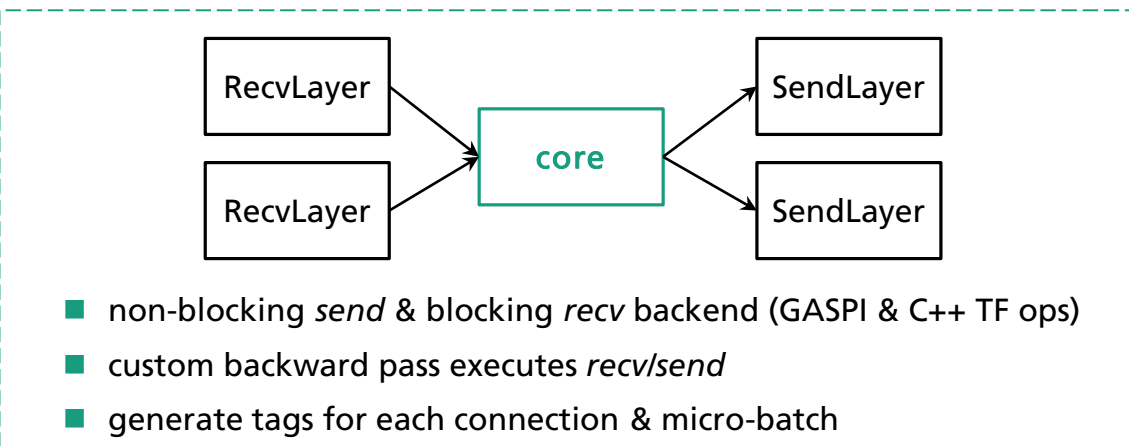 RecvLayer
SendLayer
core
RecvLayer
SendLayer
non-blocking send & blocking recv backend (GASPI & C++ TF ops)
custom backward pass executes recv/send
generate tags for each connection & micro-batch